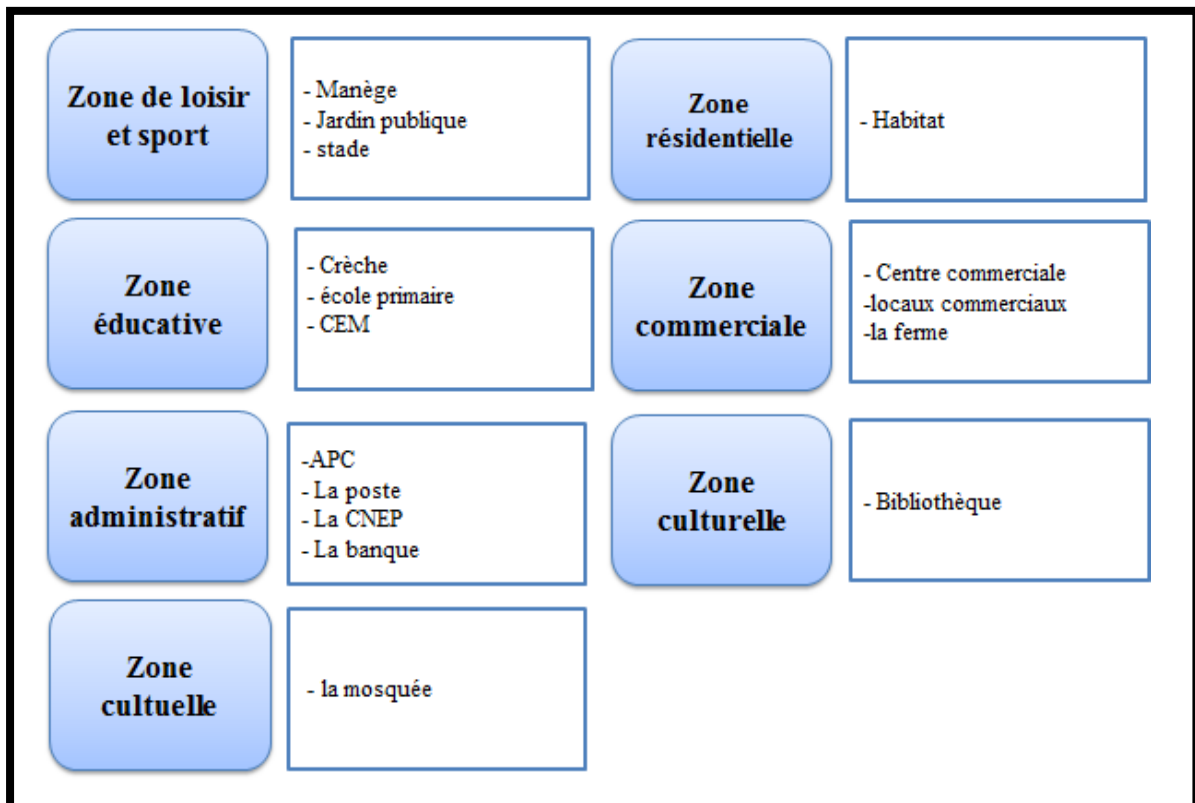 Zone de loisir
et sport
- Manège
- Jardin publique
- stade
Zone
résidentielle
- Habitat
Zone
éducative
- Crèche
- école primaire
- CEM
Zone
commerciale
- Centre commerciale
-locaux commerciaux
-la ferme
Zone
administratif
-APC
- La poste
- La CNEP
- La banque
Zone
culturelle
- Bibliothèque
Zone
cultuelle
- la mosquée